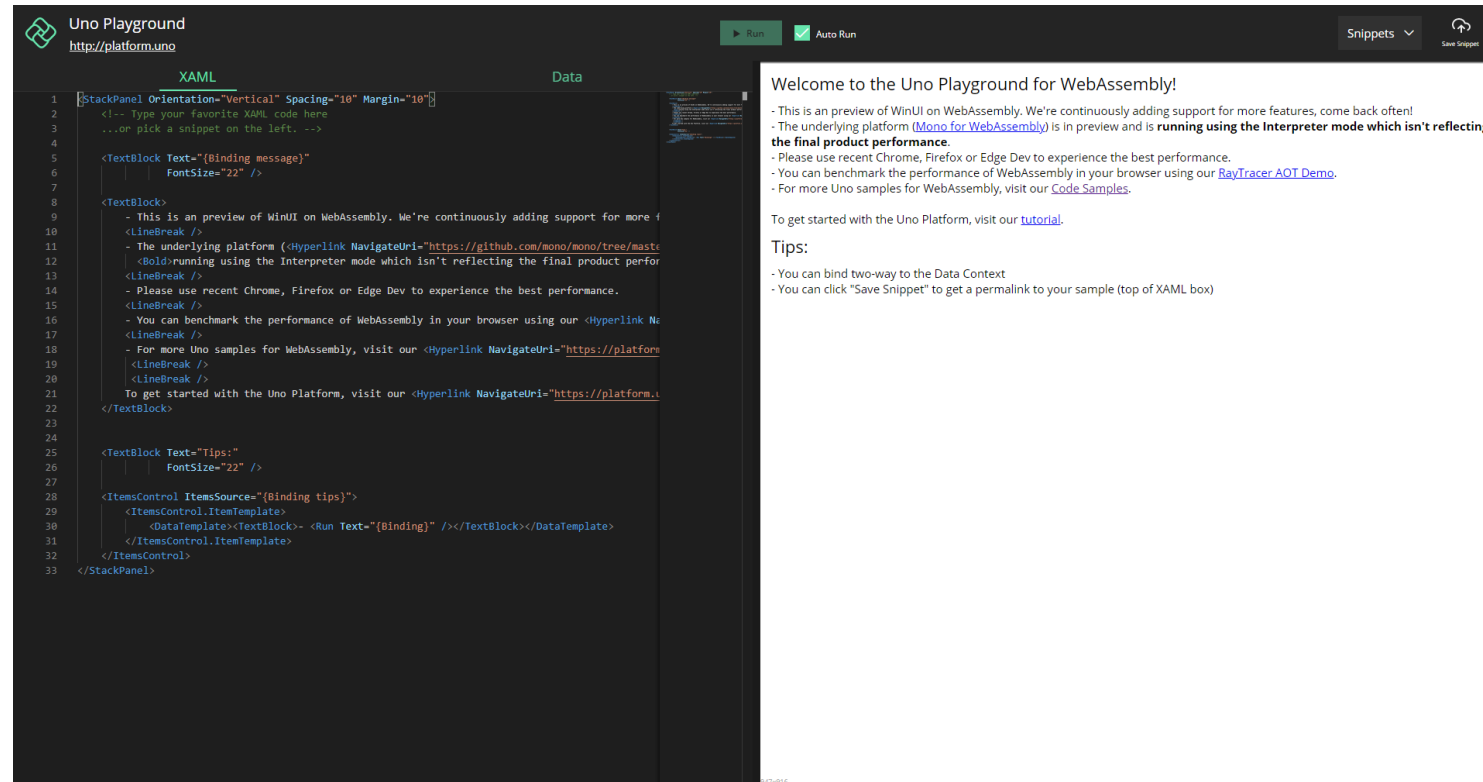 Uno Playground
http://platform.uno
Run
Auto Run
Snippets
Save Snippet
XAML
Data
1 <StackPanel Orientation="Vertical" Spacing="10" Margin="10">
2 <!-- Type your favorite XAML code here
3 ...or pick a snippet on the left. -->
4
5 <TextBlock Text="{Binding message}"
6 FontSize="22" />
7
8 <TextBlock>
9 - This is an preview of WinUI on WebAssembly. We're continuously adding support for more f
10 <LineBreak />
11 - The underlying platform (<Hyperlink NavigateUri="https://github.com/mono/mono/tree/maste
12 <Bold>running using the Interpreter mode which isn't reflecting the final product perfor
13 <LineBreak />
14 - Please use recent Chrome, Firefox or Edge Dev to experience the best performance.
15 <LineBreak />
16 - You can benchmark the performance of WebAssembly in your browser using our <Hyperlink Na
17 <LineBreak />
18 - For more Uno samples for WebAssembly, visit our <Hyperlink NavigateUri="https://platform
19 <LineBreak />
20 <LineBreak />
21 To get started with the Uno Platform, visit our <Hyperlink NavigateUri="https://platform.u
22 </TextBlock>
23
24
25 <TextBlock Text="Tips:"
26 FontSize="22" />
27
28 <ItemsControl ItemsSource="{Binding tips}">
29 <ItemsControl.ItemTemplate>
30 <DataTemplate><TextBlock>- <Run Text="{Binding}" /></TextBlock></DataTemplate>
31 </ItemsControl.ItemTemplate>
32 </ItemsControl>
33 </StackPanel>
Welcome to the Uno Playground for WebAssembly!
- This is an preview of WinUI on WebAssembly. We're continuously adding support for more features, come back often!
- The underlying platform (Mono for WebAssembly) is in preview and is running using the Interpreter mode which isn't reflecting
the final product performance.
- Please use recent Chrome, Firefox or Edge Dev to experience the best performance.
- You can benchmark the performance of WebAssembly in your browser using our RayTracer AOT Demo.
- For more Uno samples for WebAssembly, visit our Code Samples.
To get started with the Uno Platform, visit our tutorial.
Tips:
- You can bind two-way to the Data Context
- You can click "Save Snippet" to get a permalink to your sample (top of XAML box)